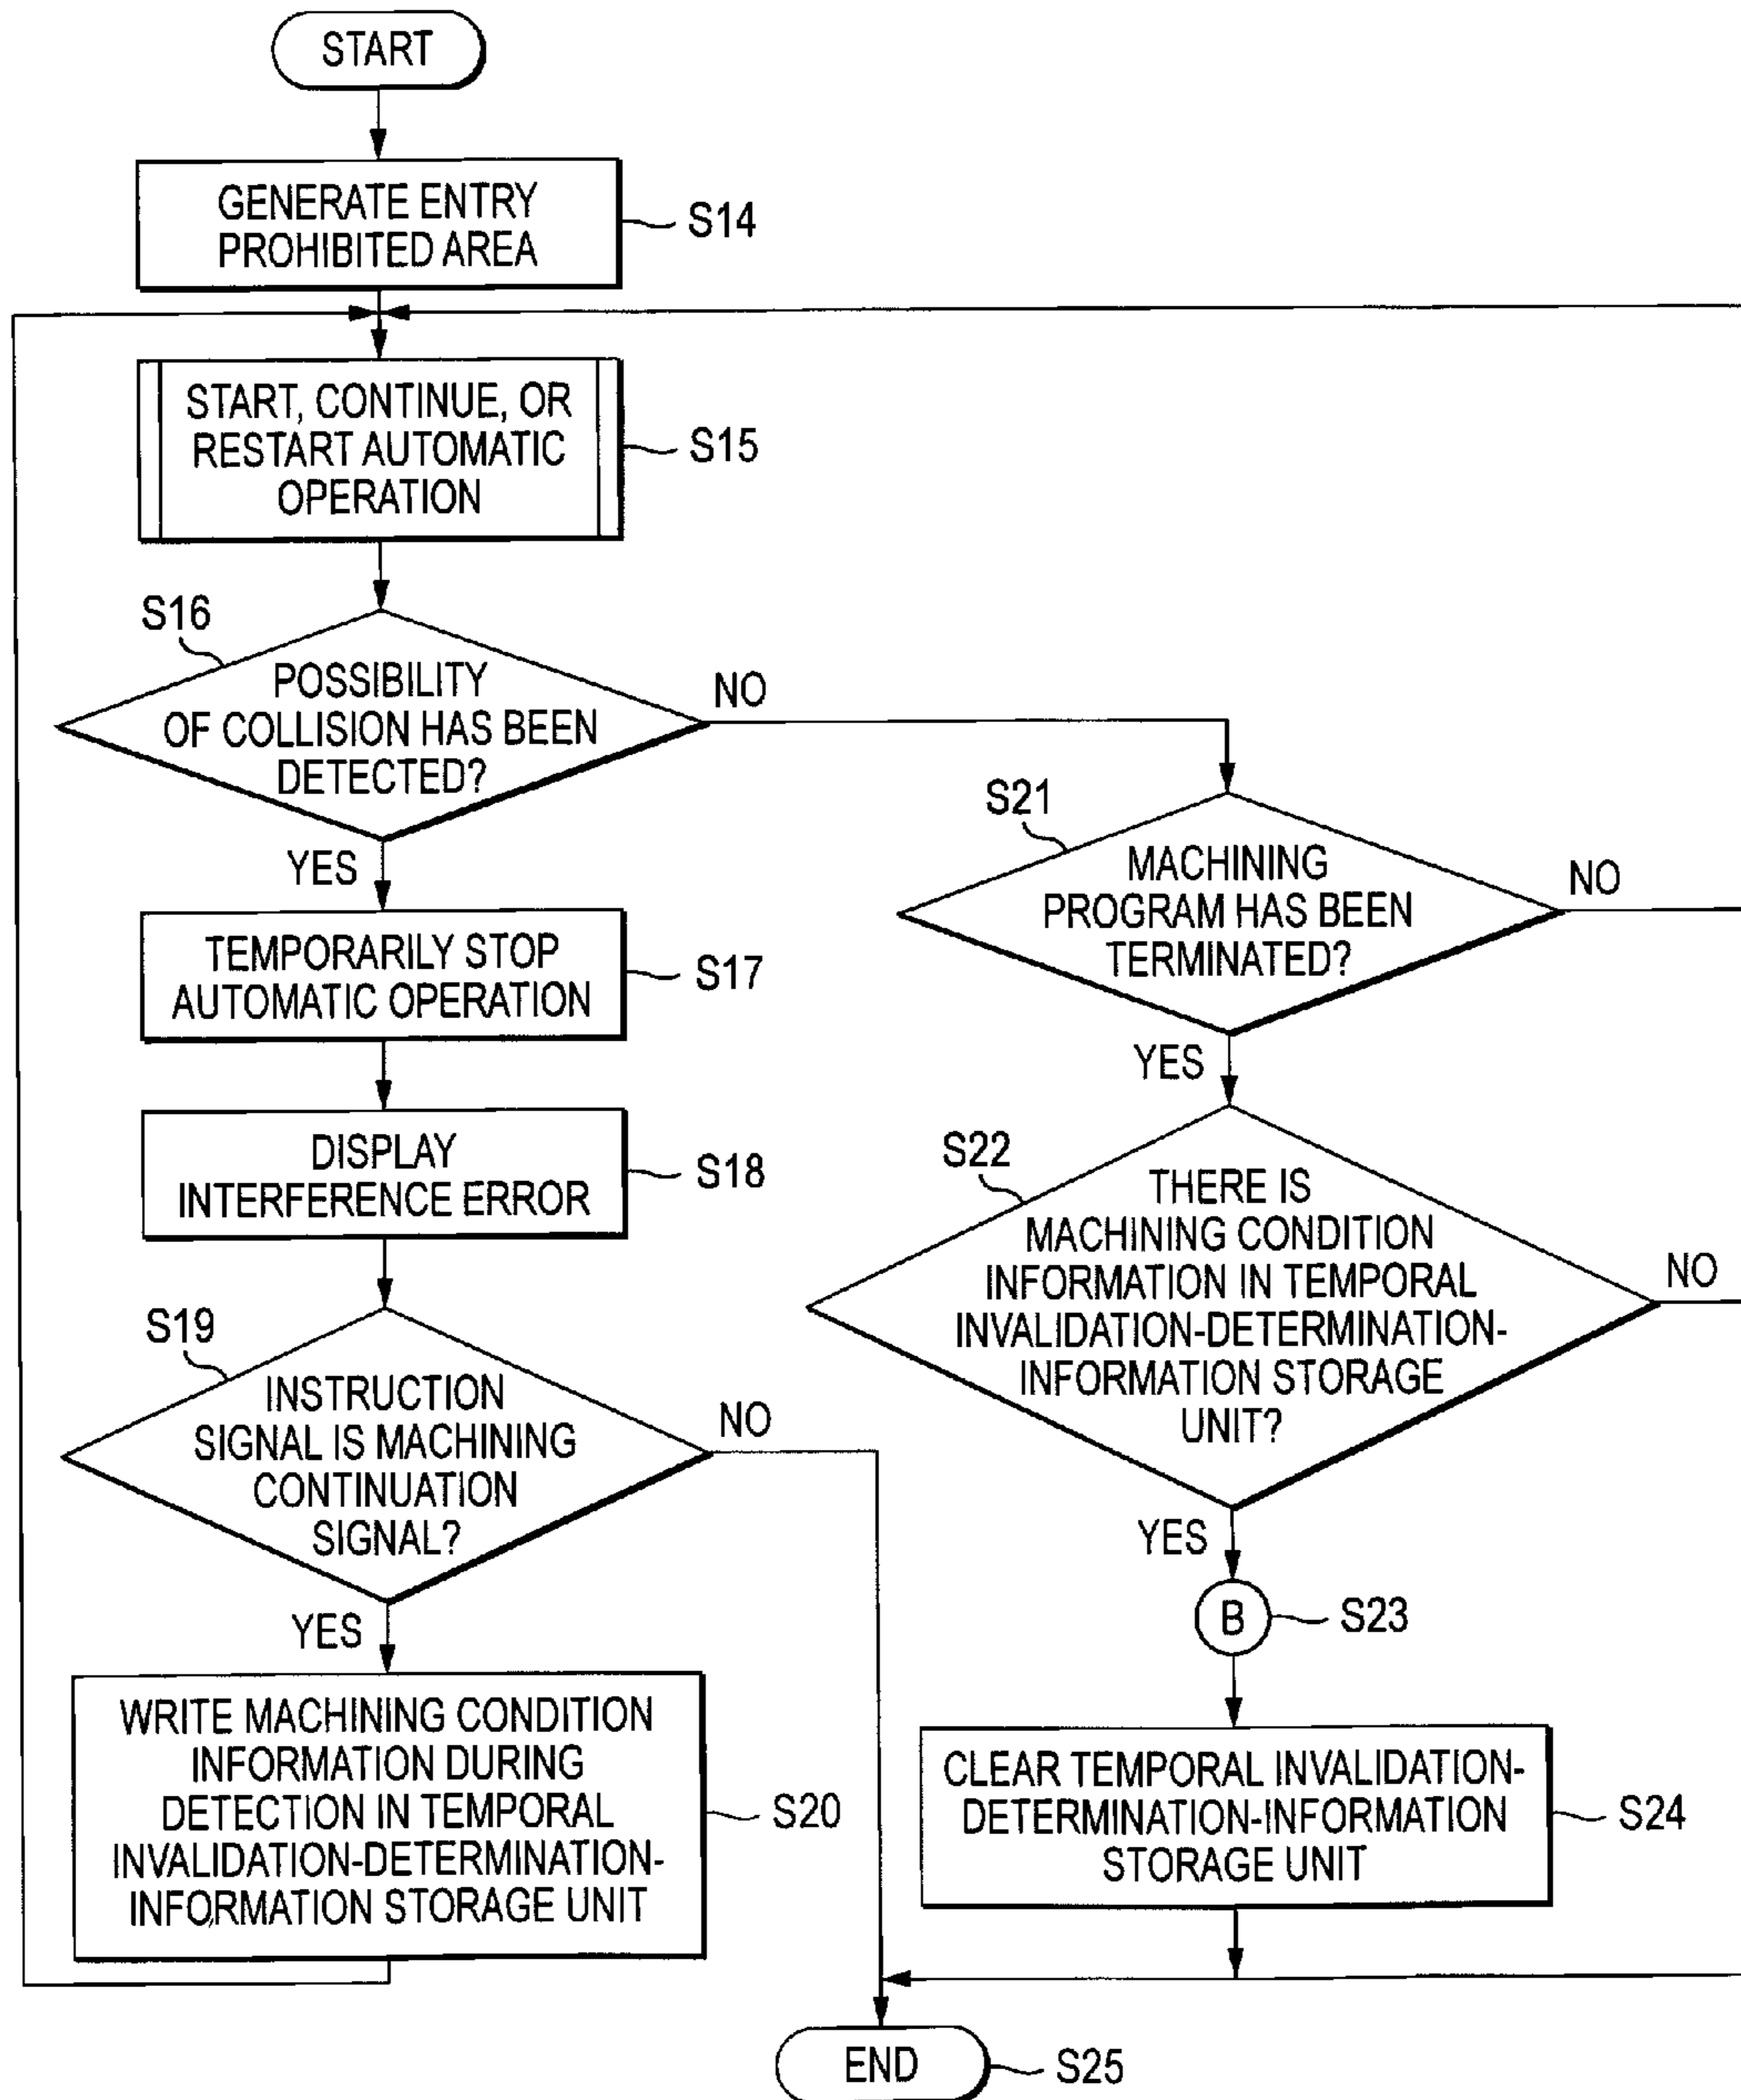 START
GENERATE ENTRY
PROHIBITED AREA
S14
START, CONTINUE, OR
RESTART AUTOMATIC
OPERATION
S15
S16
POSSIBILITY
OF COLLISION HAS BEEN
DETECTED?
NO
YES
TEMPORARILY STOP
AUTOMATIC OPERATION
S17
DISPLAY
INTERFERENCE ERROR
S18
S19
INSTRUCTION
SIGNAL IS MACHINING
CONTINUATION
SIGNAL?
NO
YES
WRITE MACHINING CONDITION
INFORMATION DURING
DETECTION IN TEMPORAL
INVALIDATION-DETERMINATION-
INFORMATION STORAGE UNIT
S20
S21
MACHINING
PROGRAM HAS BEEN
TERMINATED?
NO
YES
S22
THERE IS
MACHINING CONDITION
INFORMATION IN TEMPORAL
INVALIDATION-DETERMINATION-
INFORMATION STORAGE
UNIT?
NO
YES
B
S23
CLEAR TEMPORAL INVALIDATION-
DETERMINATION-INFORMATION
STORAGE UNIT
S24
END
S25